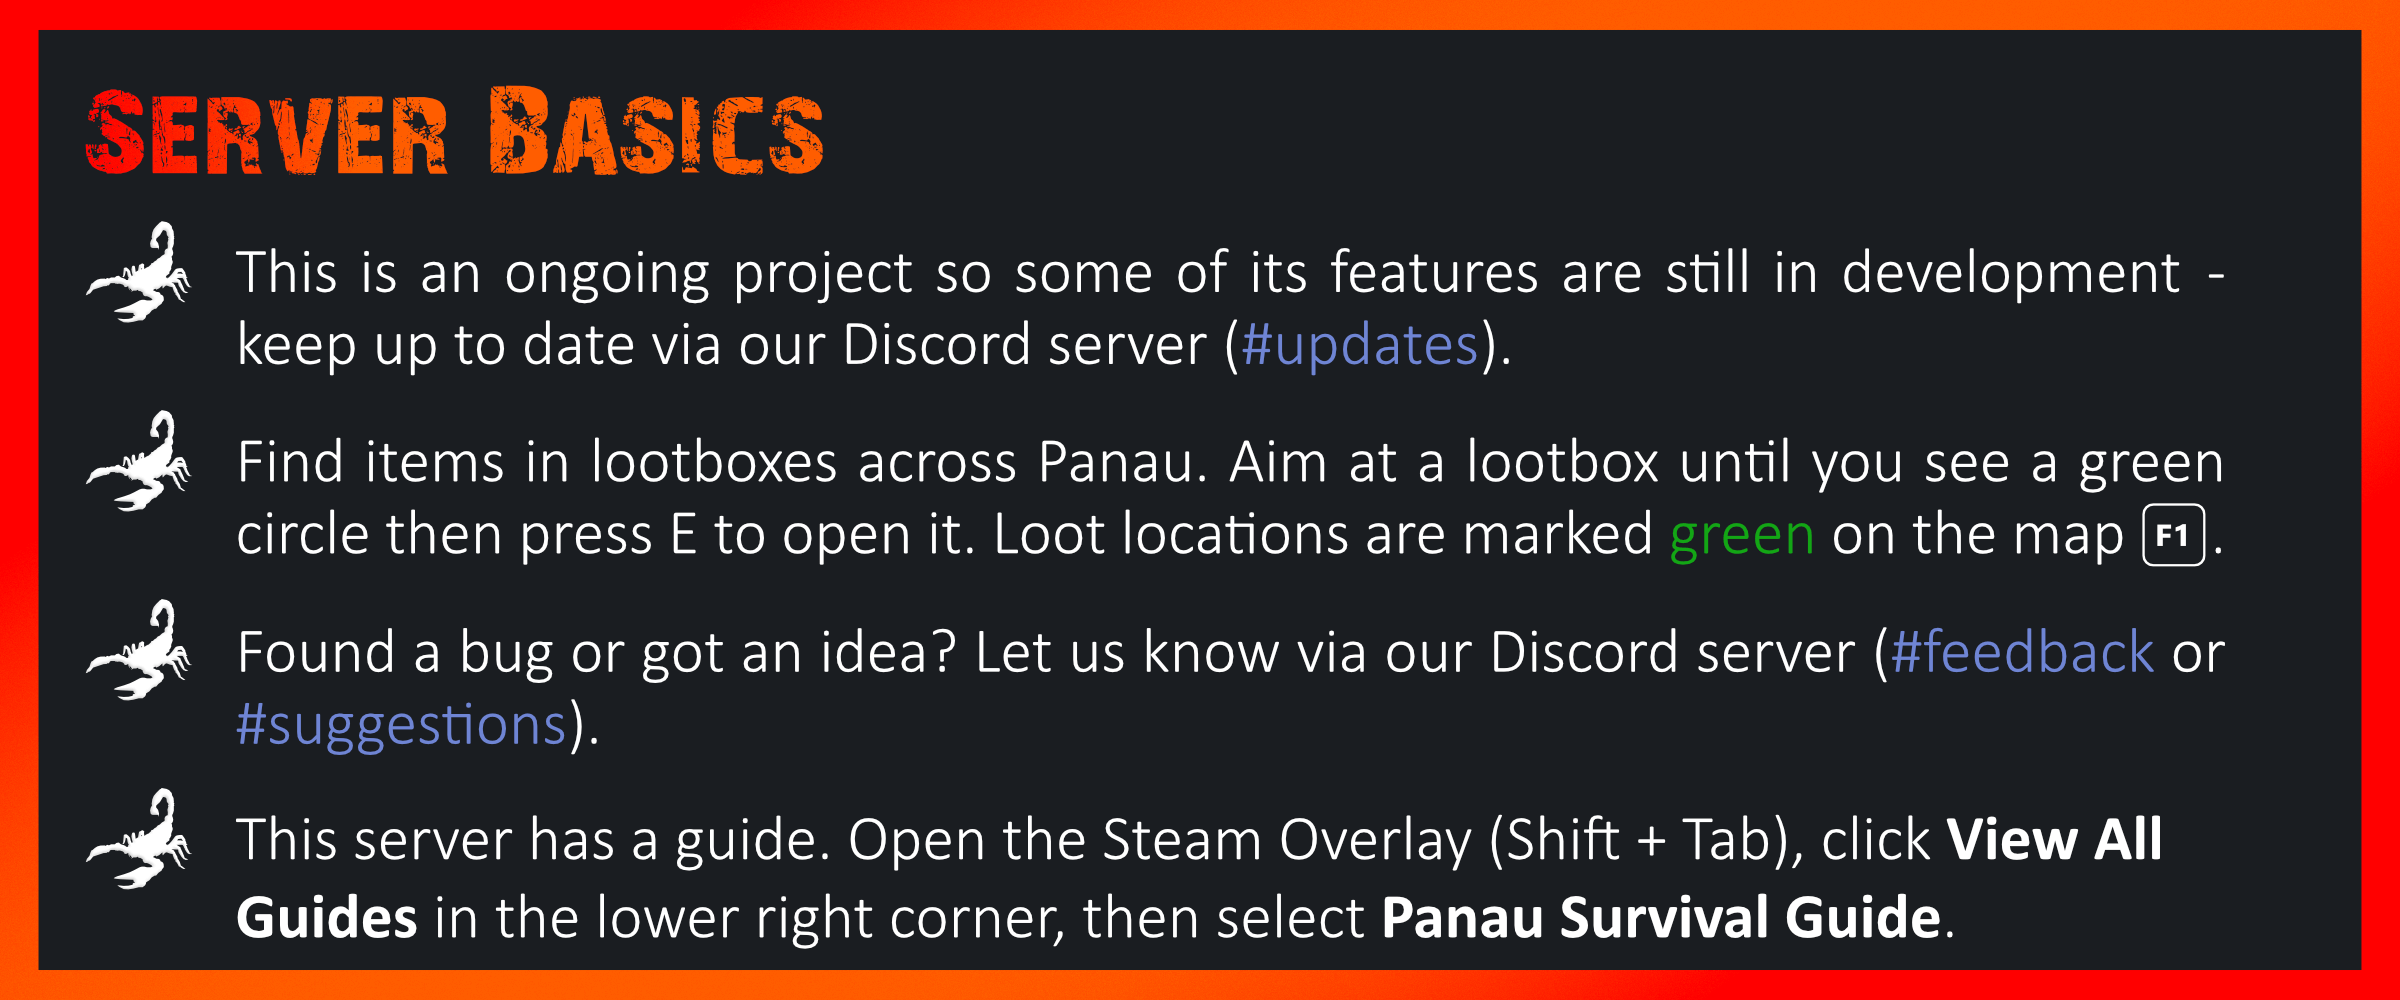 Server Basics
This is an ongoing project so some of its features are still in development -
keep up to date via our Discord server (#updates).
Find items in lootboxes across Panau. Aim at a lootbox until you see a green
circle then press E to open it. Loot locations are marked green on the map F1.
Found a bug or got an idea? Let us know via our Discord server (#feedback or
#suggestions).
This server has a guide. Open the Steam Overlay (Shift + Tab), click View All
Guides in the lower right corner, then select Panau Survival Guide.